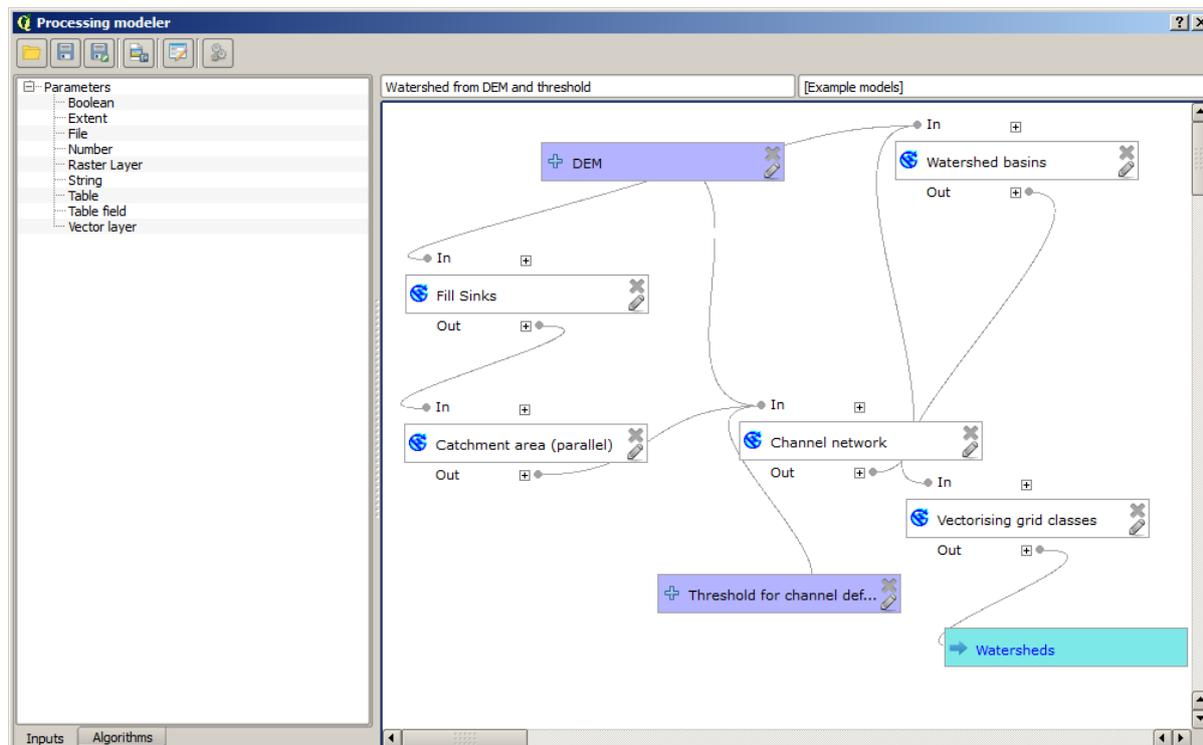 Processing modeler
Parameters
Boolean
Extent
File
Number
Raster Layer
String
Table
Table field
Vector layer
Inputs
Algorithms
Watershed from DEM and threshold
[Example models]
DEM
In
Watershed basins
Out
In
Fill Sinks
Out
In
Catchment area (parallel)
Out
In
Channel network
Out
In
Vectorising grid classes
Out
Threshold for channel def...
Watersheds